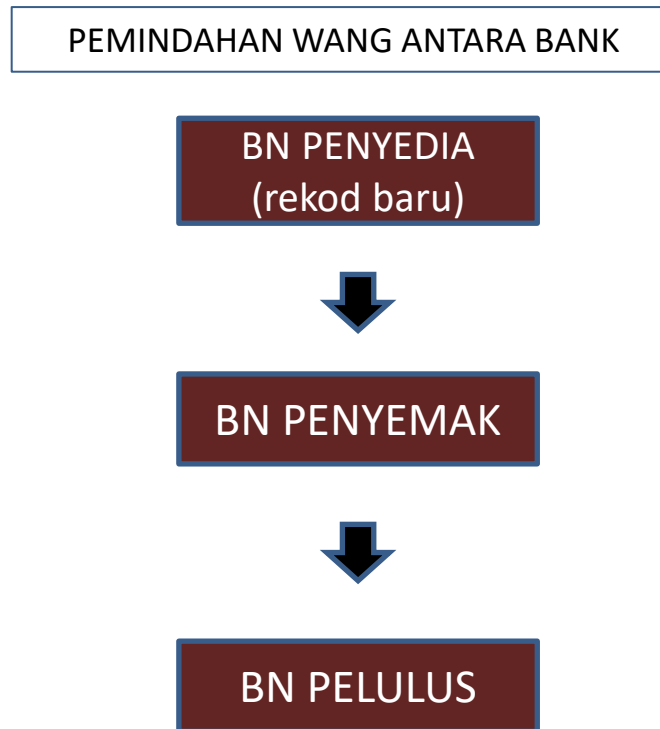 PEMINDAHAN WANG ANTARA BANK
BN PENYEDIA
(rekod baru)
BN PENYEMAK
BN PELULUS